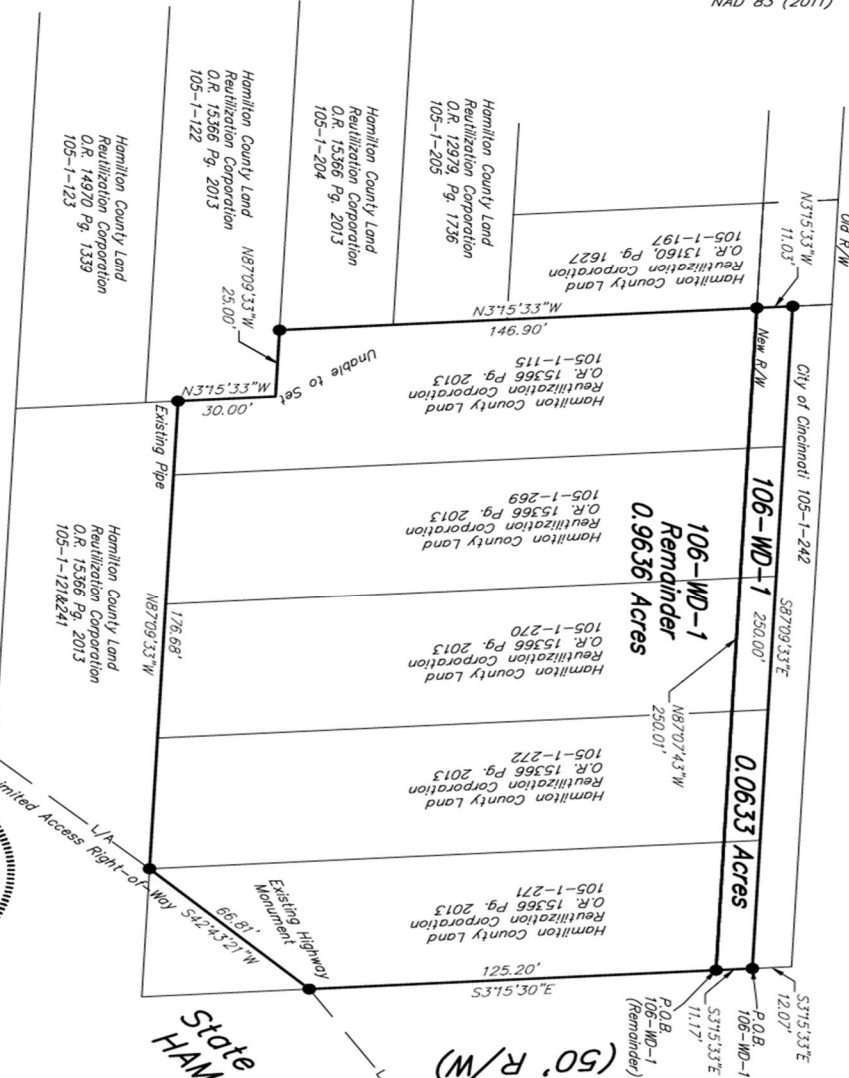 NAD 83 (2011)
Old R/W
N3°15'33"W
11.03'
Hamilton County Land
Reutilization Corporation
O.R. 14970 Pg. 1339
105-1-123
Hamilton County Land
Reutilization Corporation
O.R. 15366 Pg. 2013
105-1-122
Hamilton County Land
Reutilization Corporation
O.R. 15366 Pg. 2013
105-1-204
Hamilton County Land
Reutilization Corporation
O.R. 12979, Pg. 1736
105-1-205
Hamilton County Land
Reutilization Corporation
O.R. 13160, Pg. 1627
105-1-197
N87°09'33"W
25.00'
N3°15'33"W
146.90'
N3°15'33"W
30.00'
Unable to Set
Existing Pipe
New R/W
City of Cincinnati 105-1-242
Hamilton County Land
Reutilization Corporation
O.R. 15366 Pg. 2013
105-1-115
Hamilton County Land
Reutilization Corporation
O.R. 15366 Pg. 2013
105-1-269
106-WD-1
Remainder
0.9636 Acres
106-WD-1
0.0633 Acres
S87°09'33"E
250.00'
N87°07'43"W
250.01'
Hamilton County Land
Reutilization Corporation
O.R. 15366 Pg. 2013
105-1-270
Hamilton County Land
Reutilization Corporation
O.R. 15366 Pg. 2013
105-1-272
Hamilton County Land
Reutilization Corporation
O.R. 15366 Pg. 2013
105-1-271
Hamilton County Land
Reutilization Corporation
O.R. 15366 Pg. 2013
105-1-121&241
176.68'
N87°09'33"W
L/A
imited Access Right-of-Way
S42°43'21"W
66.81'
Existing Highway
Monument
125.20'
S3°15'30"E
P.O.B.
106-WD-1
(Remainder)
S3°15'33"E
11.17'
P.O.B.
106-WD-1
S3°15'33"E
12.07'
(50' R/W)
State
HAM